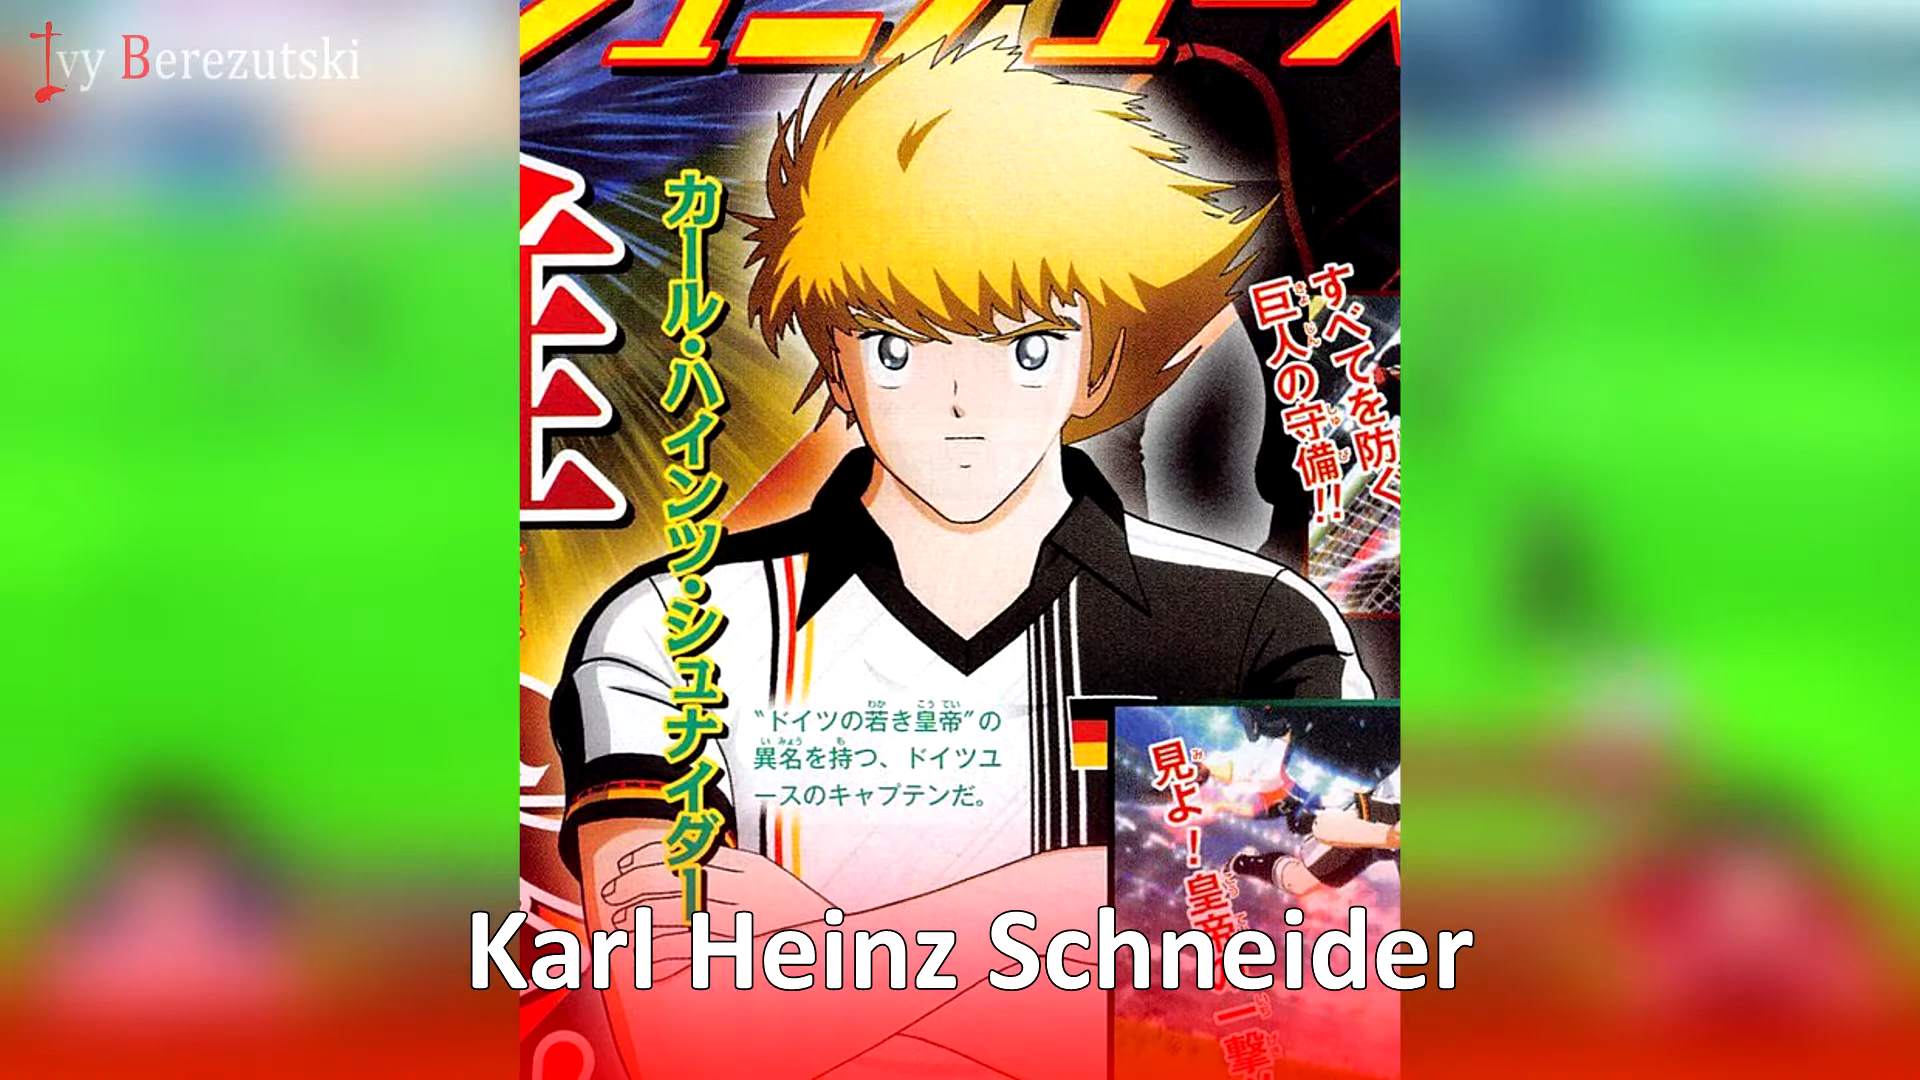 Ivy Berezutski
カール・ハインツ・シュナイダー
すべてを防ぐ
巨人の守備!!
〝ドイツの若き皇帝〟の
異名を持つ、ドイツユ
ースのキャプテンだ。
見よ!皇帝の一撃
Karl Heinz Schneider